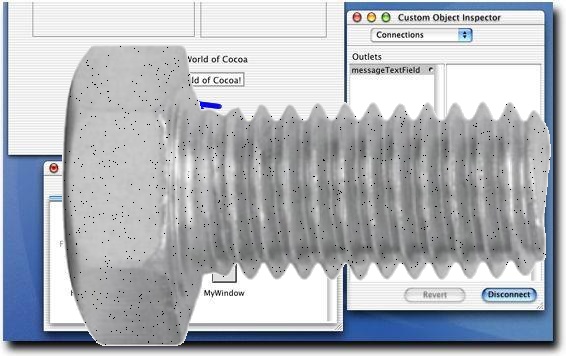 Custom Object Inspector
Connections
Outlets
messageTextField
World of Cocoa
ld of Cocoa!
MyWindow
Revert
Disconnect